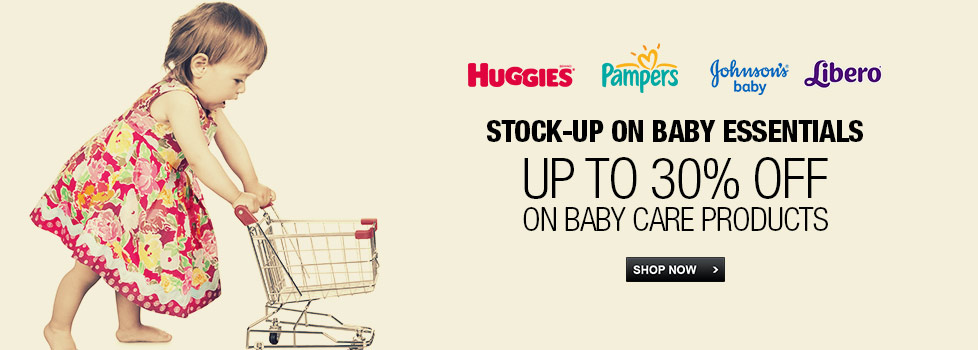 HUGGIES Pampers Johnson's baby Libero
STOCK-UP ON BABY ESSENTIALS
UP TO 30% OFF
ON BABY CARE PRODUCTS
SHOP NOW >